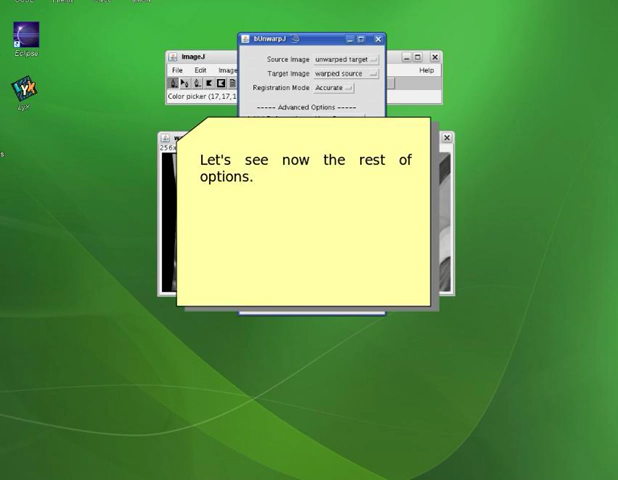 Eclipse
LyX
ImageJ
File Edit Image
Help
Color picker (17,17,1
bUnwarpJ
Source Image unwarped target
Target Image warped source
Registration Mode Accurate
----- Advanced Options -----
Let's see now the rest of
options.